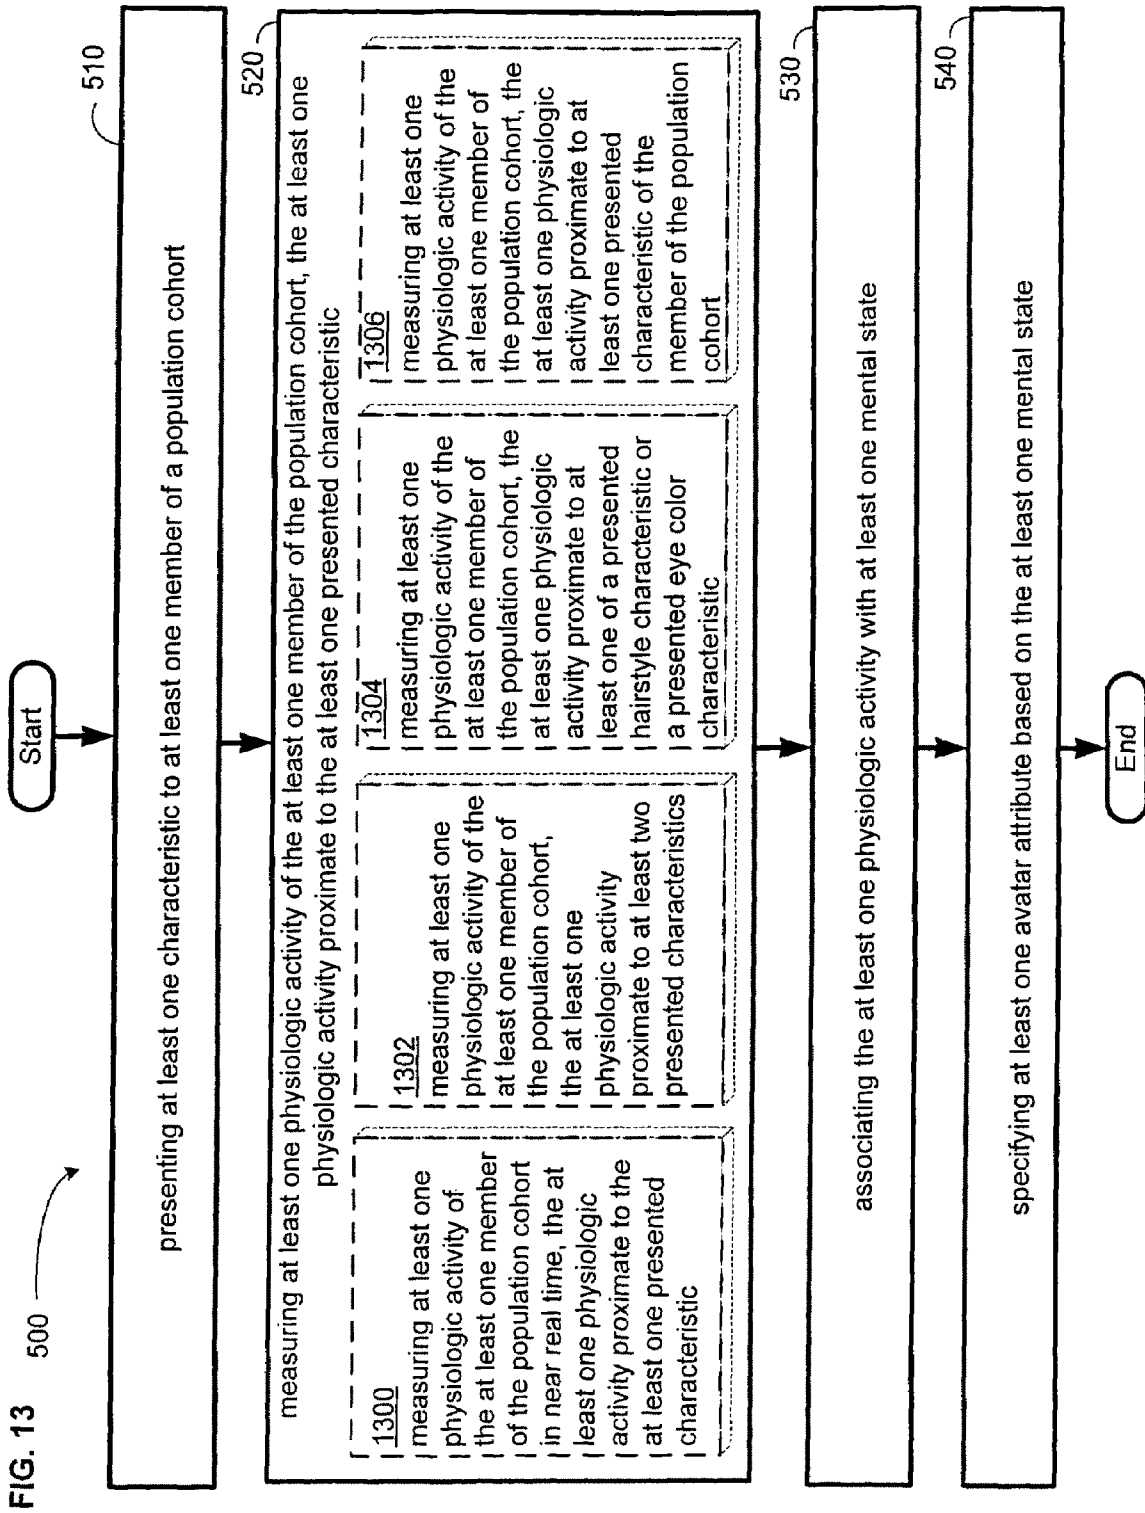 FIG. 13
500
Start
510
presenting at least one characteristic to at least one member of a population cohort
520
measuring at least one physiologic activity of the at least one member of the population cohort, the at least one
physiologic activity proximate to the at least one presented characteristic
1300
measuring at least one
physiologic activity of
the at least one member
of the population cohort
in near real time, the at
least one physiologic
activity proximate to the
at least one presented
characteristic
1302
measuring at least one
physiologic activity of the
at least one member of
the population cohort,
the at least one
physiologic activity
proximate to at least two
presented characteristics
1304
measuring at least one
physiologic activity of the
at least one member of
the population cohort, the
at least one physiologic
activity proximate to at
least one of a presented
hairstyle characteristic or
a presented eye color
characteristic
1306
measuring at least one
physiologic activity of the
at least one member of
the population cohort, the
at least one physiologic
activity proximate to at
least one presented
characteristic of the
member of the population
cohort
530
associating the at least one physiologic activity with at least one mental state
540
specifying at least one avatar attribute based on the at least one mental state
End